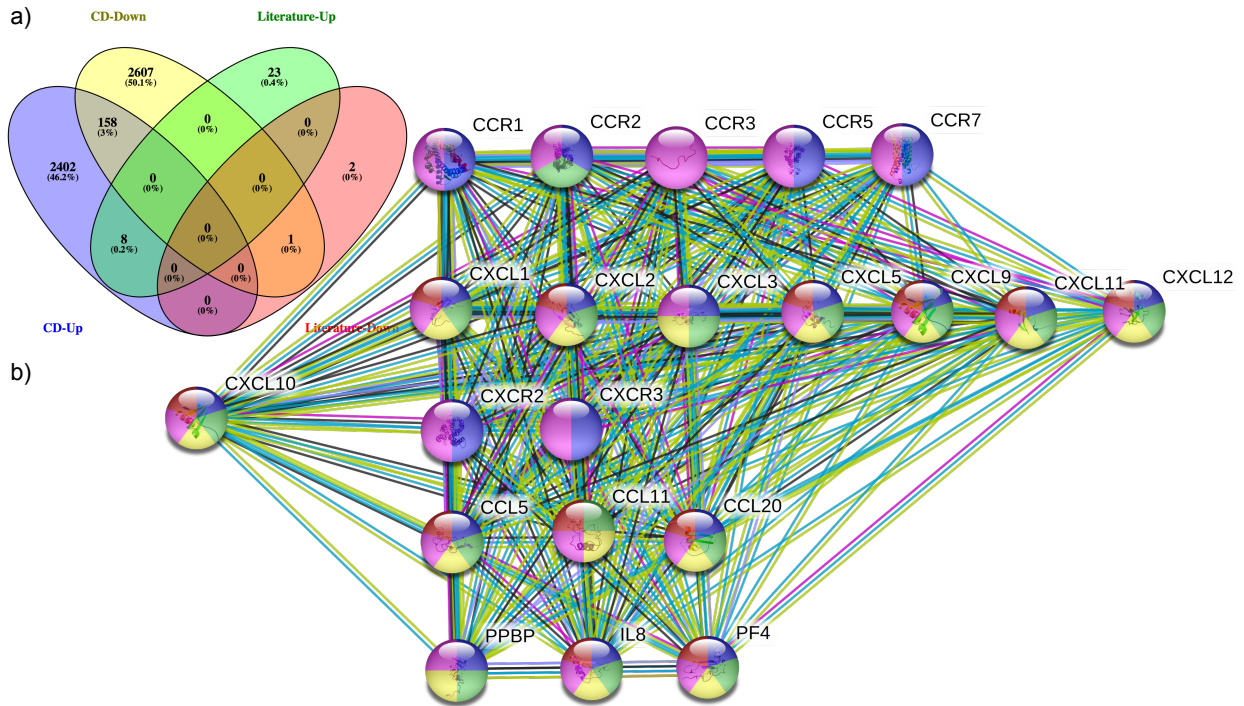 a)
CD-Down
Literature-Up
2607
(50.1%)
23
(0.4%)
158
(3%)
0
(0%)
0
(0%)
2402
(46.2%)
0
(0%)
0
(0%)
2
(0%)
8
(0.2%)
0
(0%)
1
(0%)
0
(0%)
0
(0%)
0
(0%)
CD-Up
Literature-Down
CCR1
CCR2
CCR3
CCR5
CCR7
CXCL1
CXCL2
CXCL3
CXCL5
CXCL9
CXCL11
CXCL12
b)
CXCL10
CXCR2
CXCR3
CCL5
CCL11
CCL20
PPBP
IL8
PF4